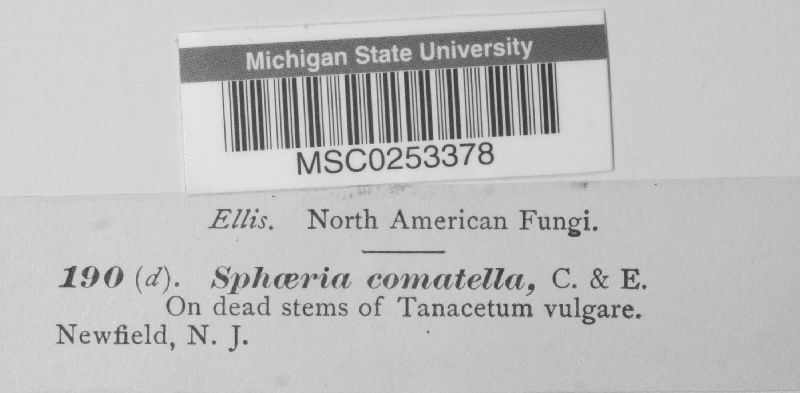 Michigan State University
MSC0253378
Ellis. North American Fungi.
190 (d). Sphæria comatella, C. & E.
On dead stems of Tanacetum vulgare.
Newfield, N. J.